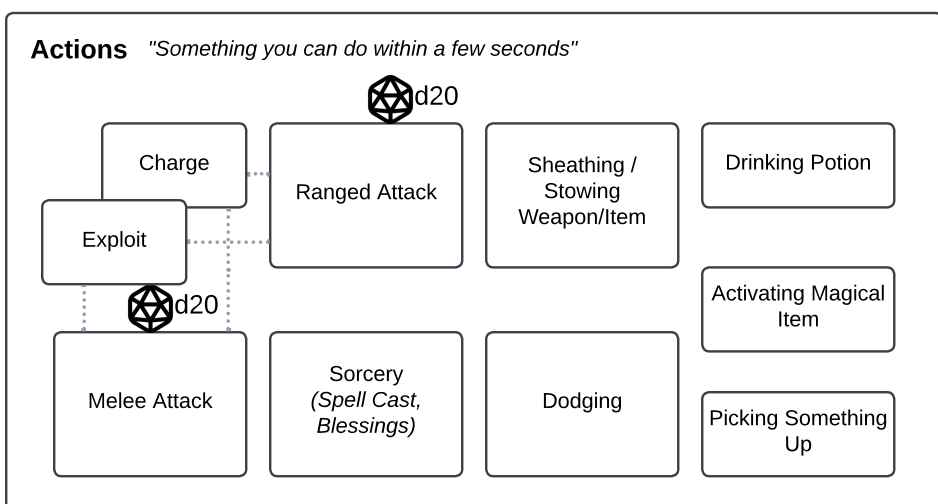 Actions "Something you can do within a few seconds"
d20
Charge
Ranged Attack
Sheathing /
Stowing
Weapon/Item
Drinking Potion
Exploit
Activating Magical
Item
d20
Melee Attack
Sorcery
(Spell Cast,
Blessings)
Dodging
Picking Something
Up